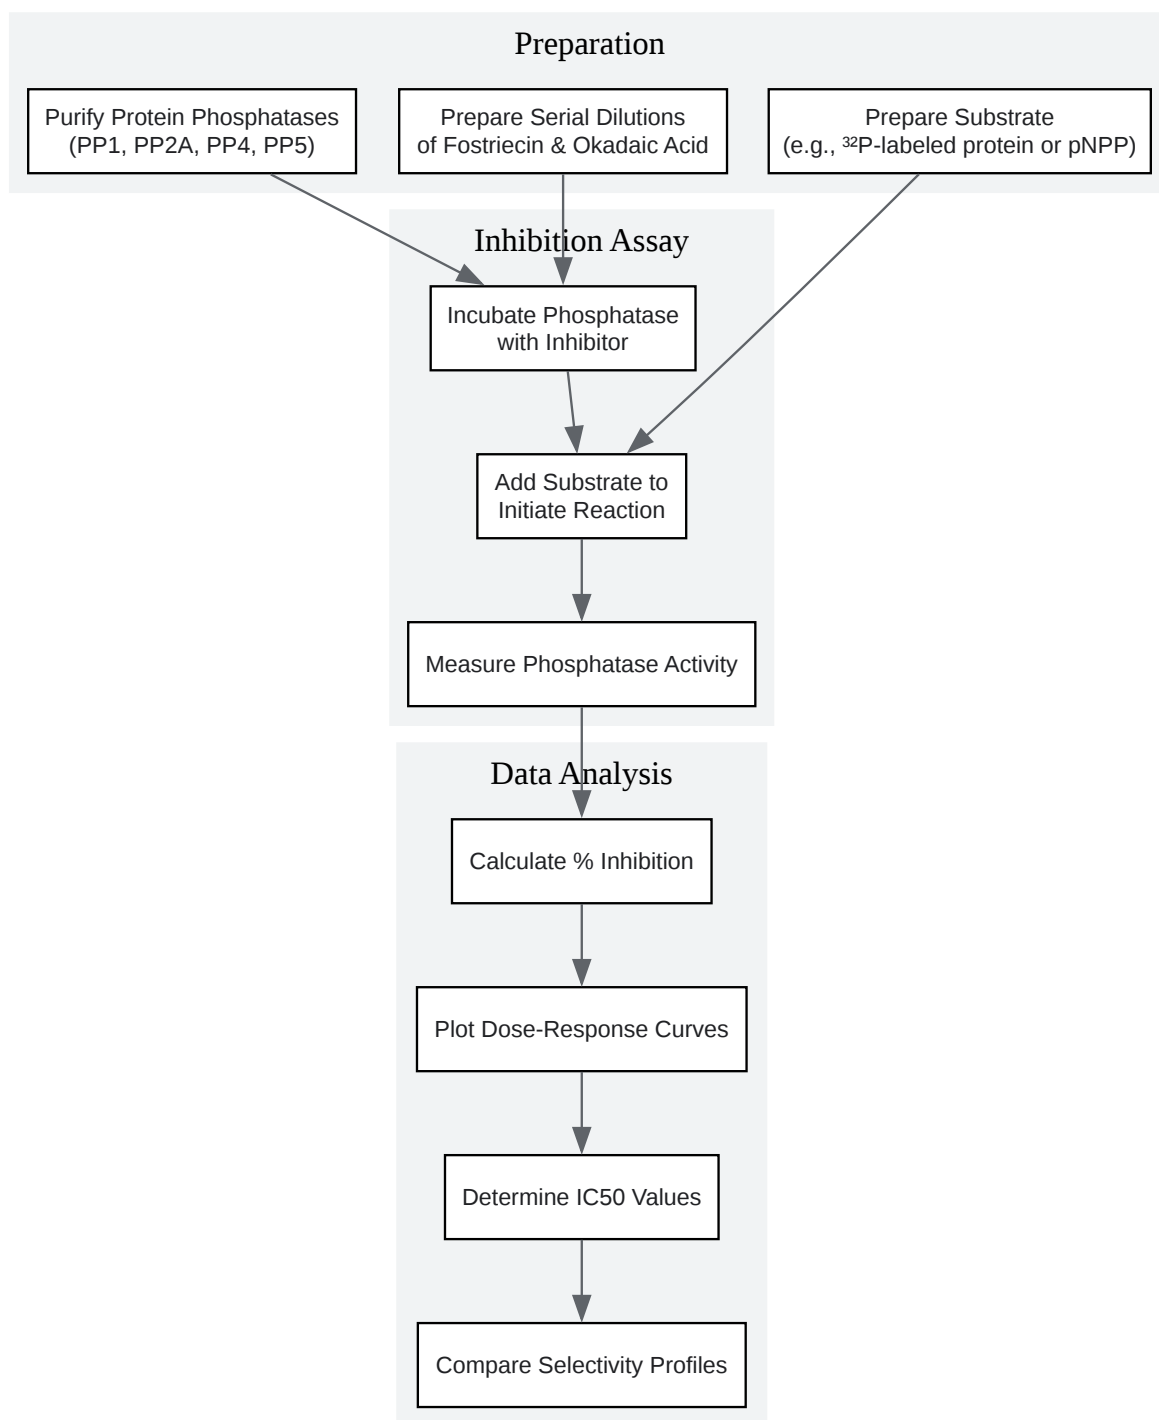 Preparation
Purify Protein Phosphatases
(PP1, PP2A, PP4, PP5)
Prepare Serial Dilutions
of Fostriecin & Okadaic Acid
Prepare Substrate
(e.g., ³²P-labeled protein or pNPP)
Inhibition Assay
Incubate Phosphatase
with Inhibitor
Add Substrate to
Initiate Reaction
Measure Phosphatase Activity
Data Analysis
Calculate % Inhibition
Plot Dose-Response Curves
Determine IC50 Values
Compare Selectivity Profiles